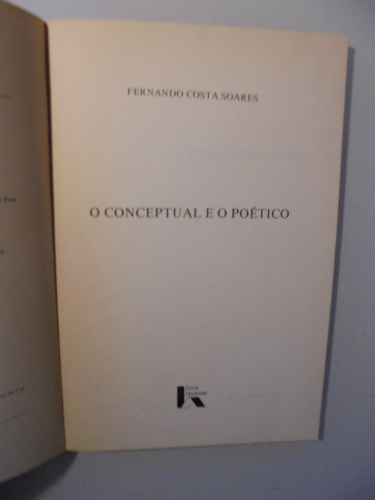 FERNANDO COSTA SOARES
O CONCEPTUAL E O POÉTICO